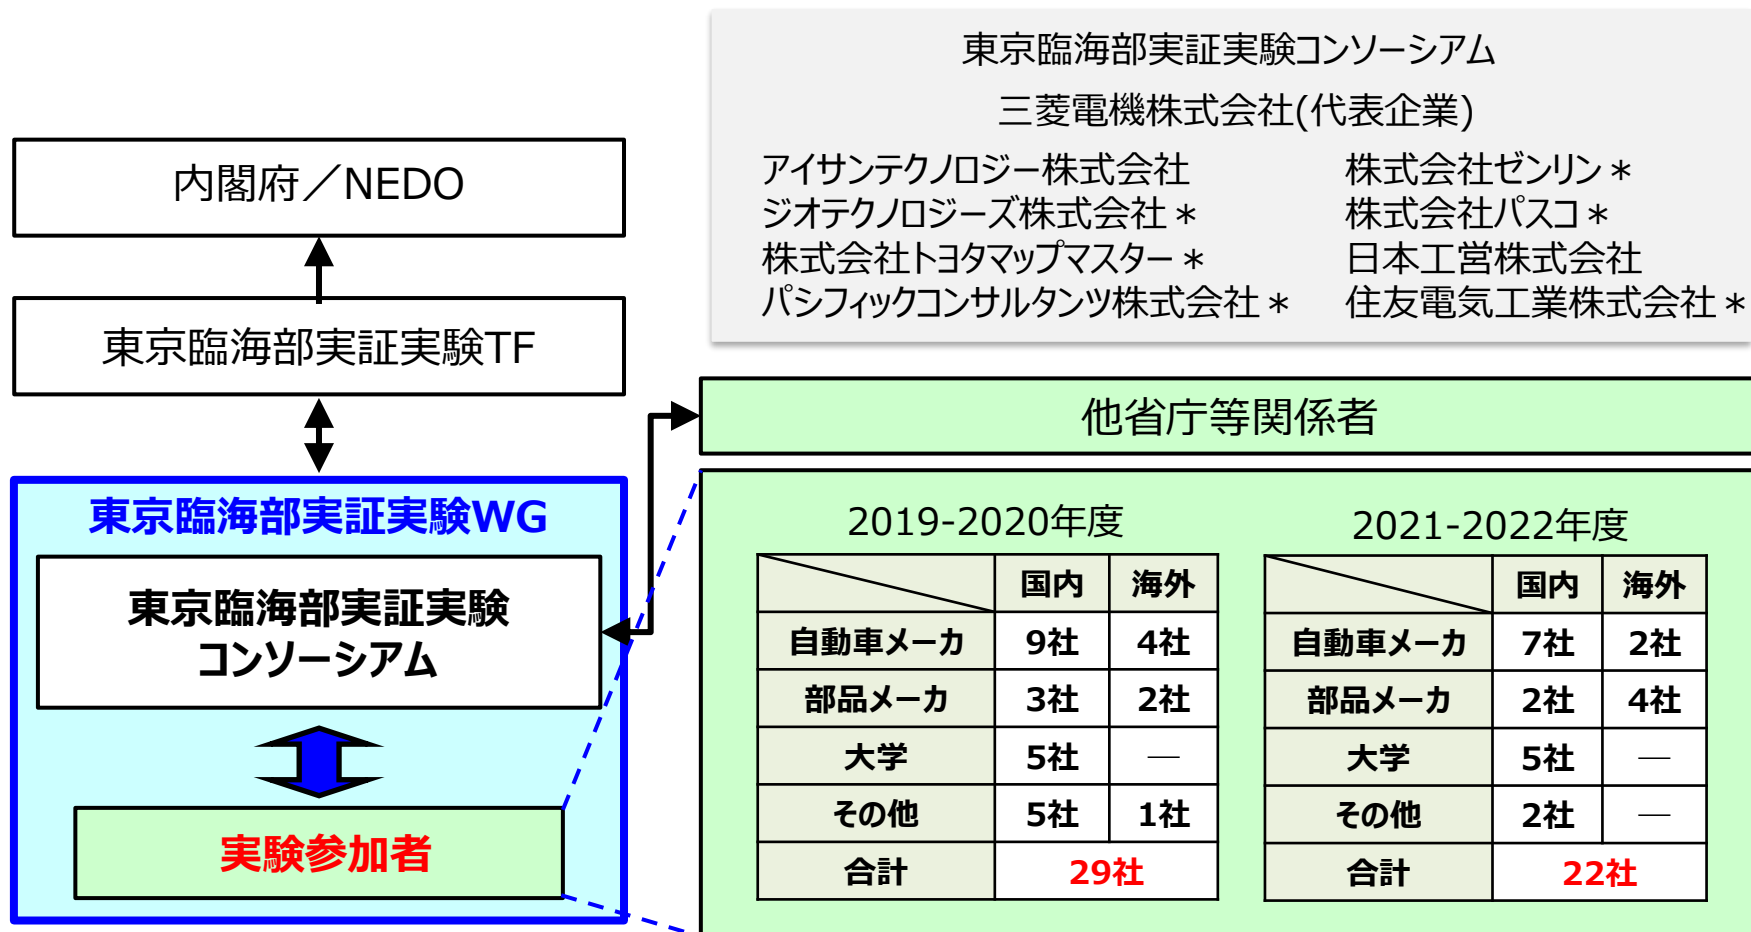 東京臨海部実証実験コンソーシアム
三菱電機株式会社(代表企業)
アイサンテクノロジー株式会社 株式会社ゼンリン＊
ジオテクノロジーズ株式会社＊ 株式会社パスコ＊
株式会社トヨタマップマスター＊ 日本工営株式会社
パシフィックコンサルタンツ株式会社＊ 住友電気工業株式会社＊
内閣府／NEDO
東京臨海部実証実験TF
東京臨海部実証実験WG
東京臨海部実証実験
コンソーシアム
実験参加者
他省庁等関係者
2019-2020年度
国内 海外
自動車メーカ 9社 4社
部品メーカ 3社 2社
大学 5社 ―
その他 5社 1社
合計 29社
2021-2022年度
国内 海外
自動車メーカ 7社 2社
部品メーカ 2社 4社
大学 5社 ―
その他 2社 ―
合計 22社